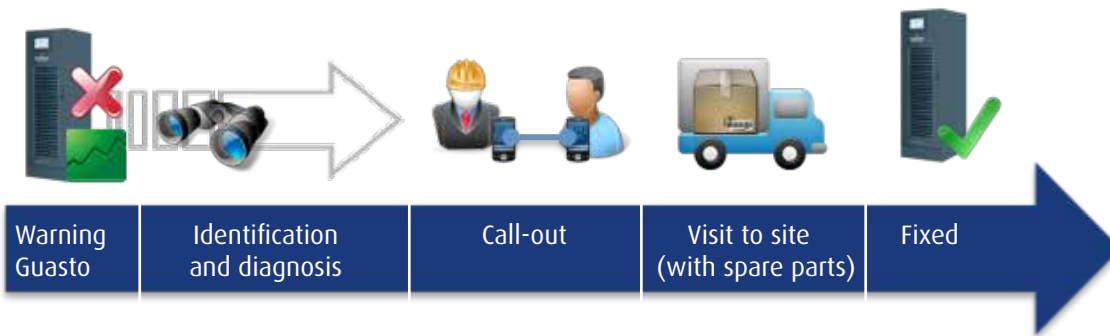 Warning
Guasto
Identification
and diagnosis
Call-out
Visit to site
(with spare parts)
Fixed